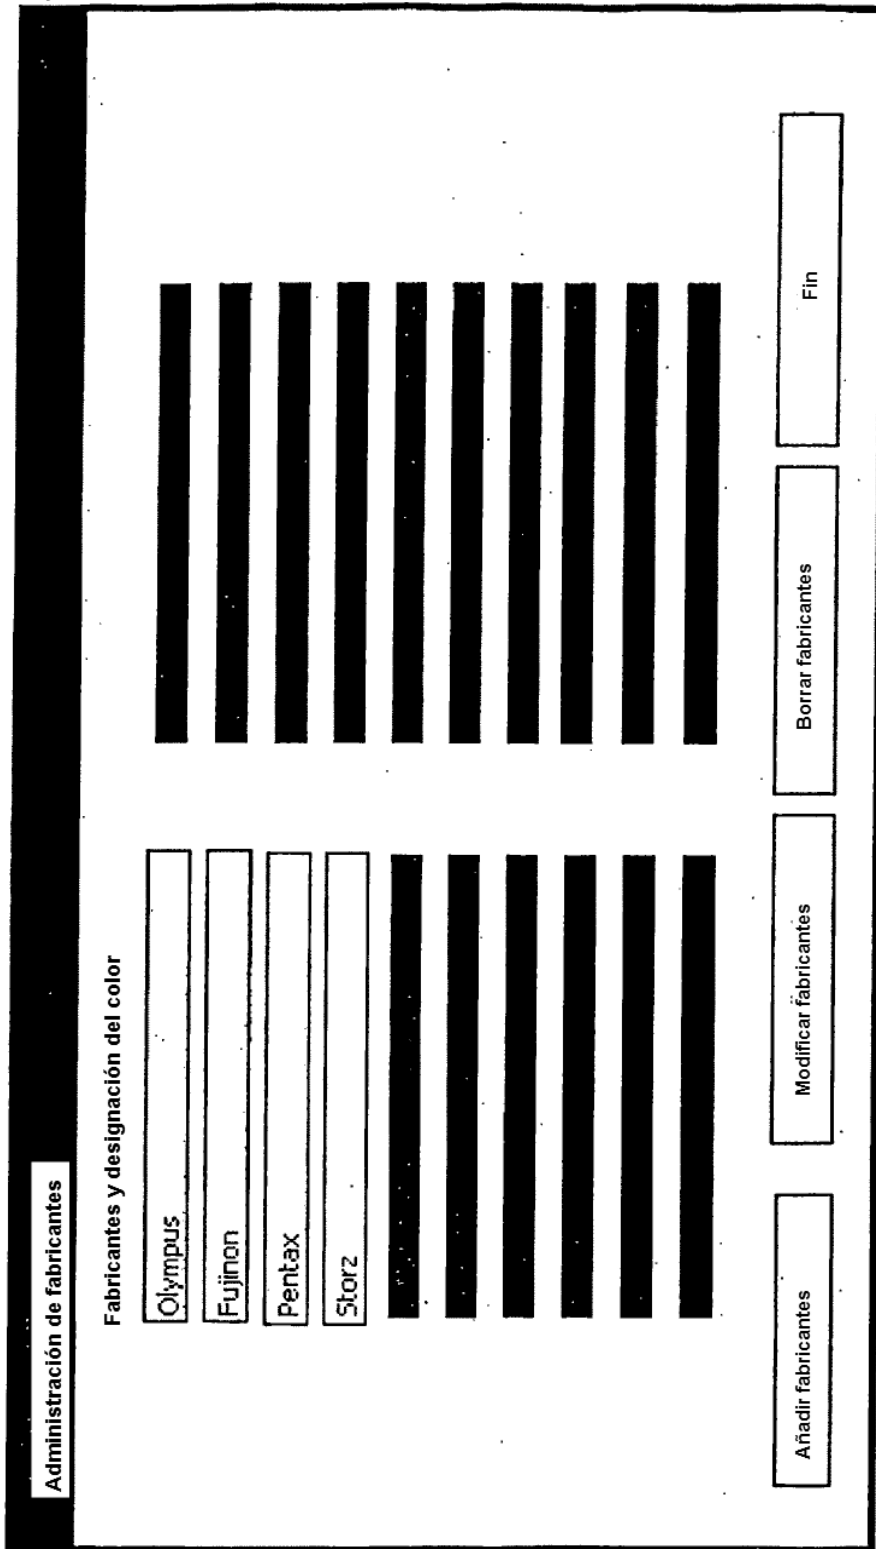 Administración de fabricantes
Fabricantes y designación del color
Olympus
Fujinon
Pentax
Storz
Añadir fabricantes
Modificar fabricantes
Borrar fabricantes
Fin